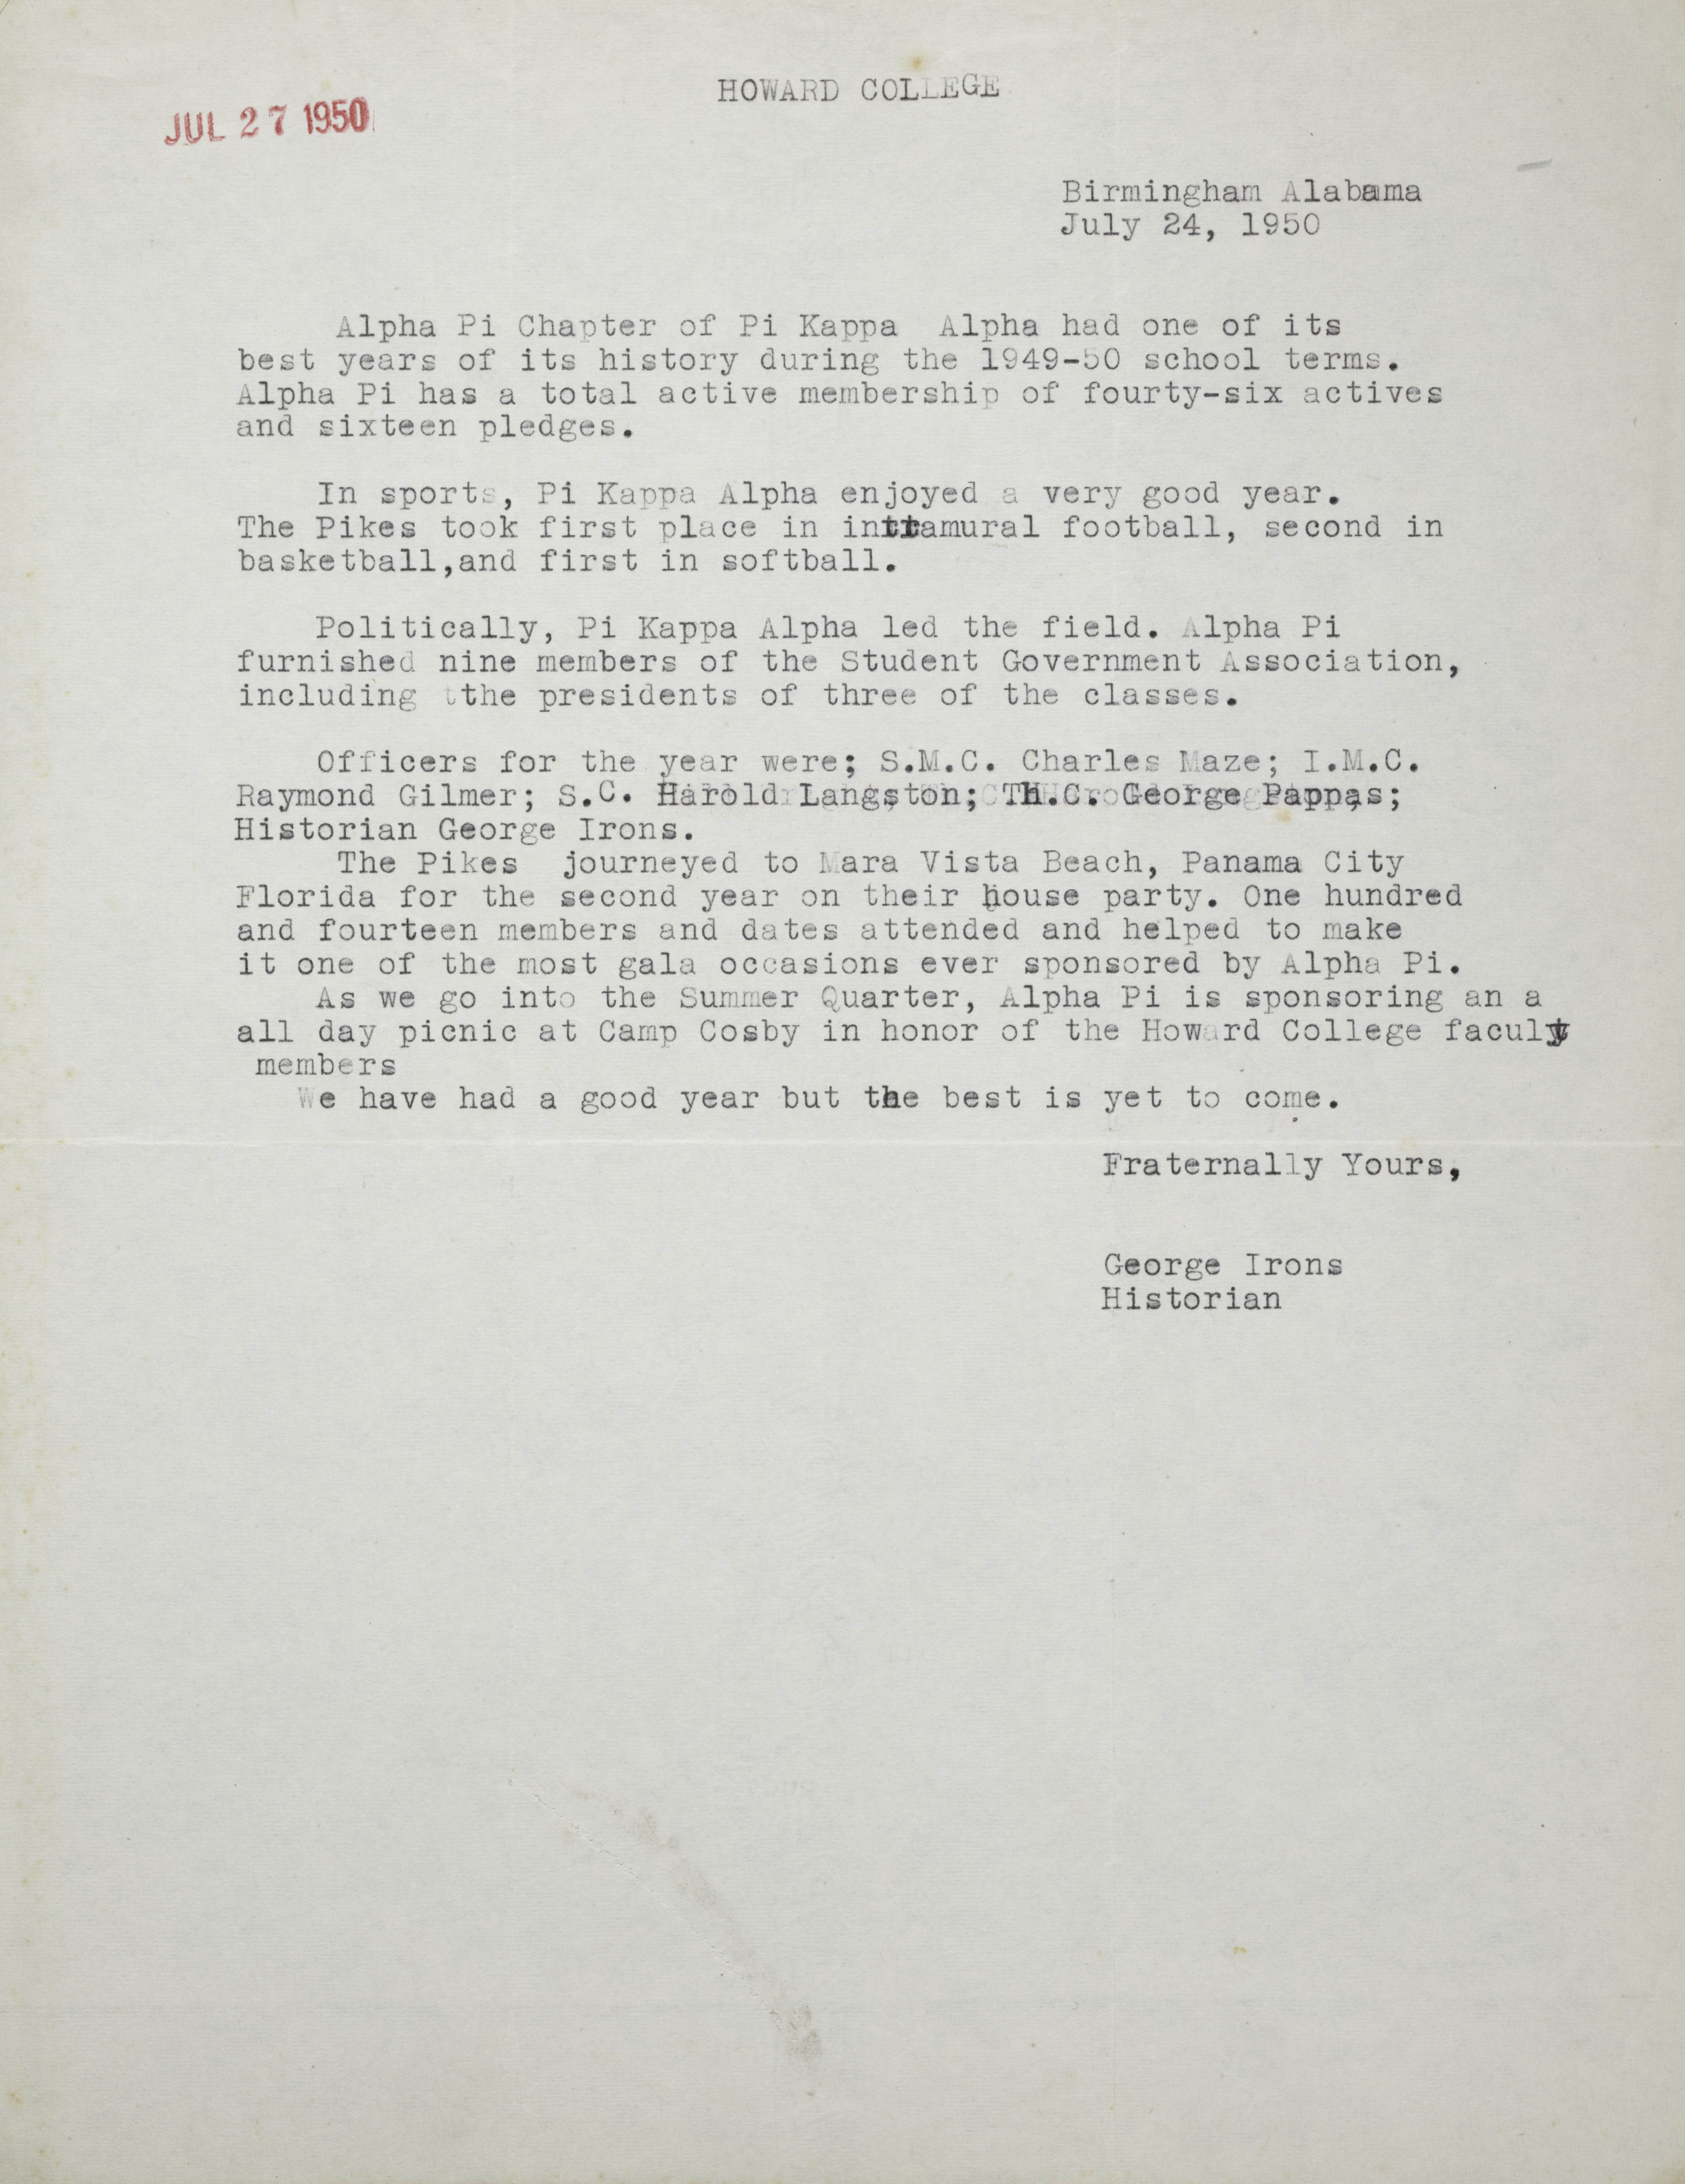 HOWARD COLLEGE
JUL 27 1950
Birmingham Alabama
July 24, 1950
Alpha Pi Chapter of Pi Kappa Alpha had one of its
best years of its history during the 1949-50 school terms.
Alpha Pi has a total active membership of fourty-six actives
and sixteen pledges.
In sports, Pi Kappa Alpha enjoyed a very good year.
The Pikes took first place in intramural football, second in
basketball,and first in softball.
Politically, Pi Kappa Alpha led the field. Alpha Pi
furnished nine members of the Student Government Association,
including tthe presidents of three of the classes.
Officers for the year were; S.M.C. Charles Maze; I.M.C.
Raymond Gilmer; S.C. Harold Langston; Th.C. George Pappas;
Historian George Irons.
The Pikes journeyed to Mara Vista Beach, Panama City
Florida for the second year on their house party. One hundred
and fourteen members and dates attended and helped to make
it one of the most gala occasions ever sponsored by Alpha Pi.
As we go into the Summer Quarter, Alpha Pi is sponsoring an a
all day picnic at Camp Cosby in honor of the Howard College faculty
members
We have had a good year but the best is yet to come.
Fraternally Yours,
George Irons
Historian